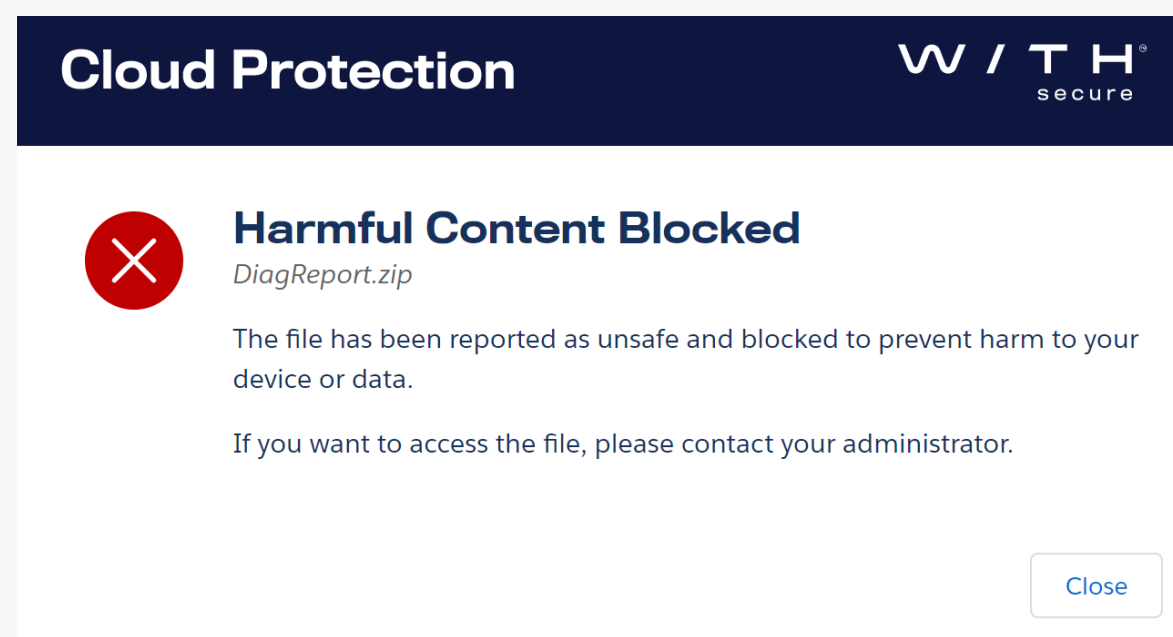 Cloud Protection
WITH
secure
Harmful Content Blocked
DiagReport.zip
The file has been reported as unsafe and blocked to prevent harm to your
device or data.
If you want to access the file, please contact your administrator.
Close